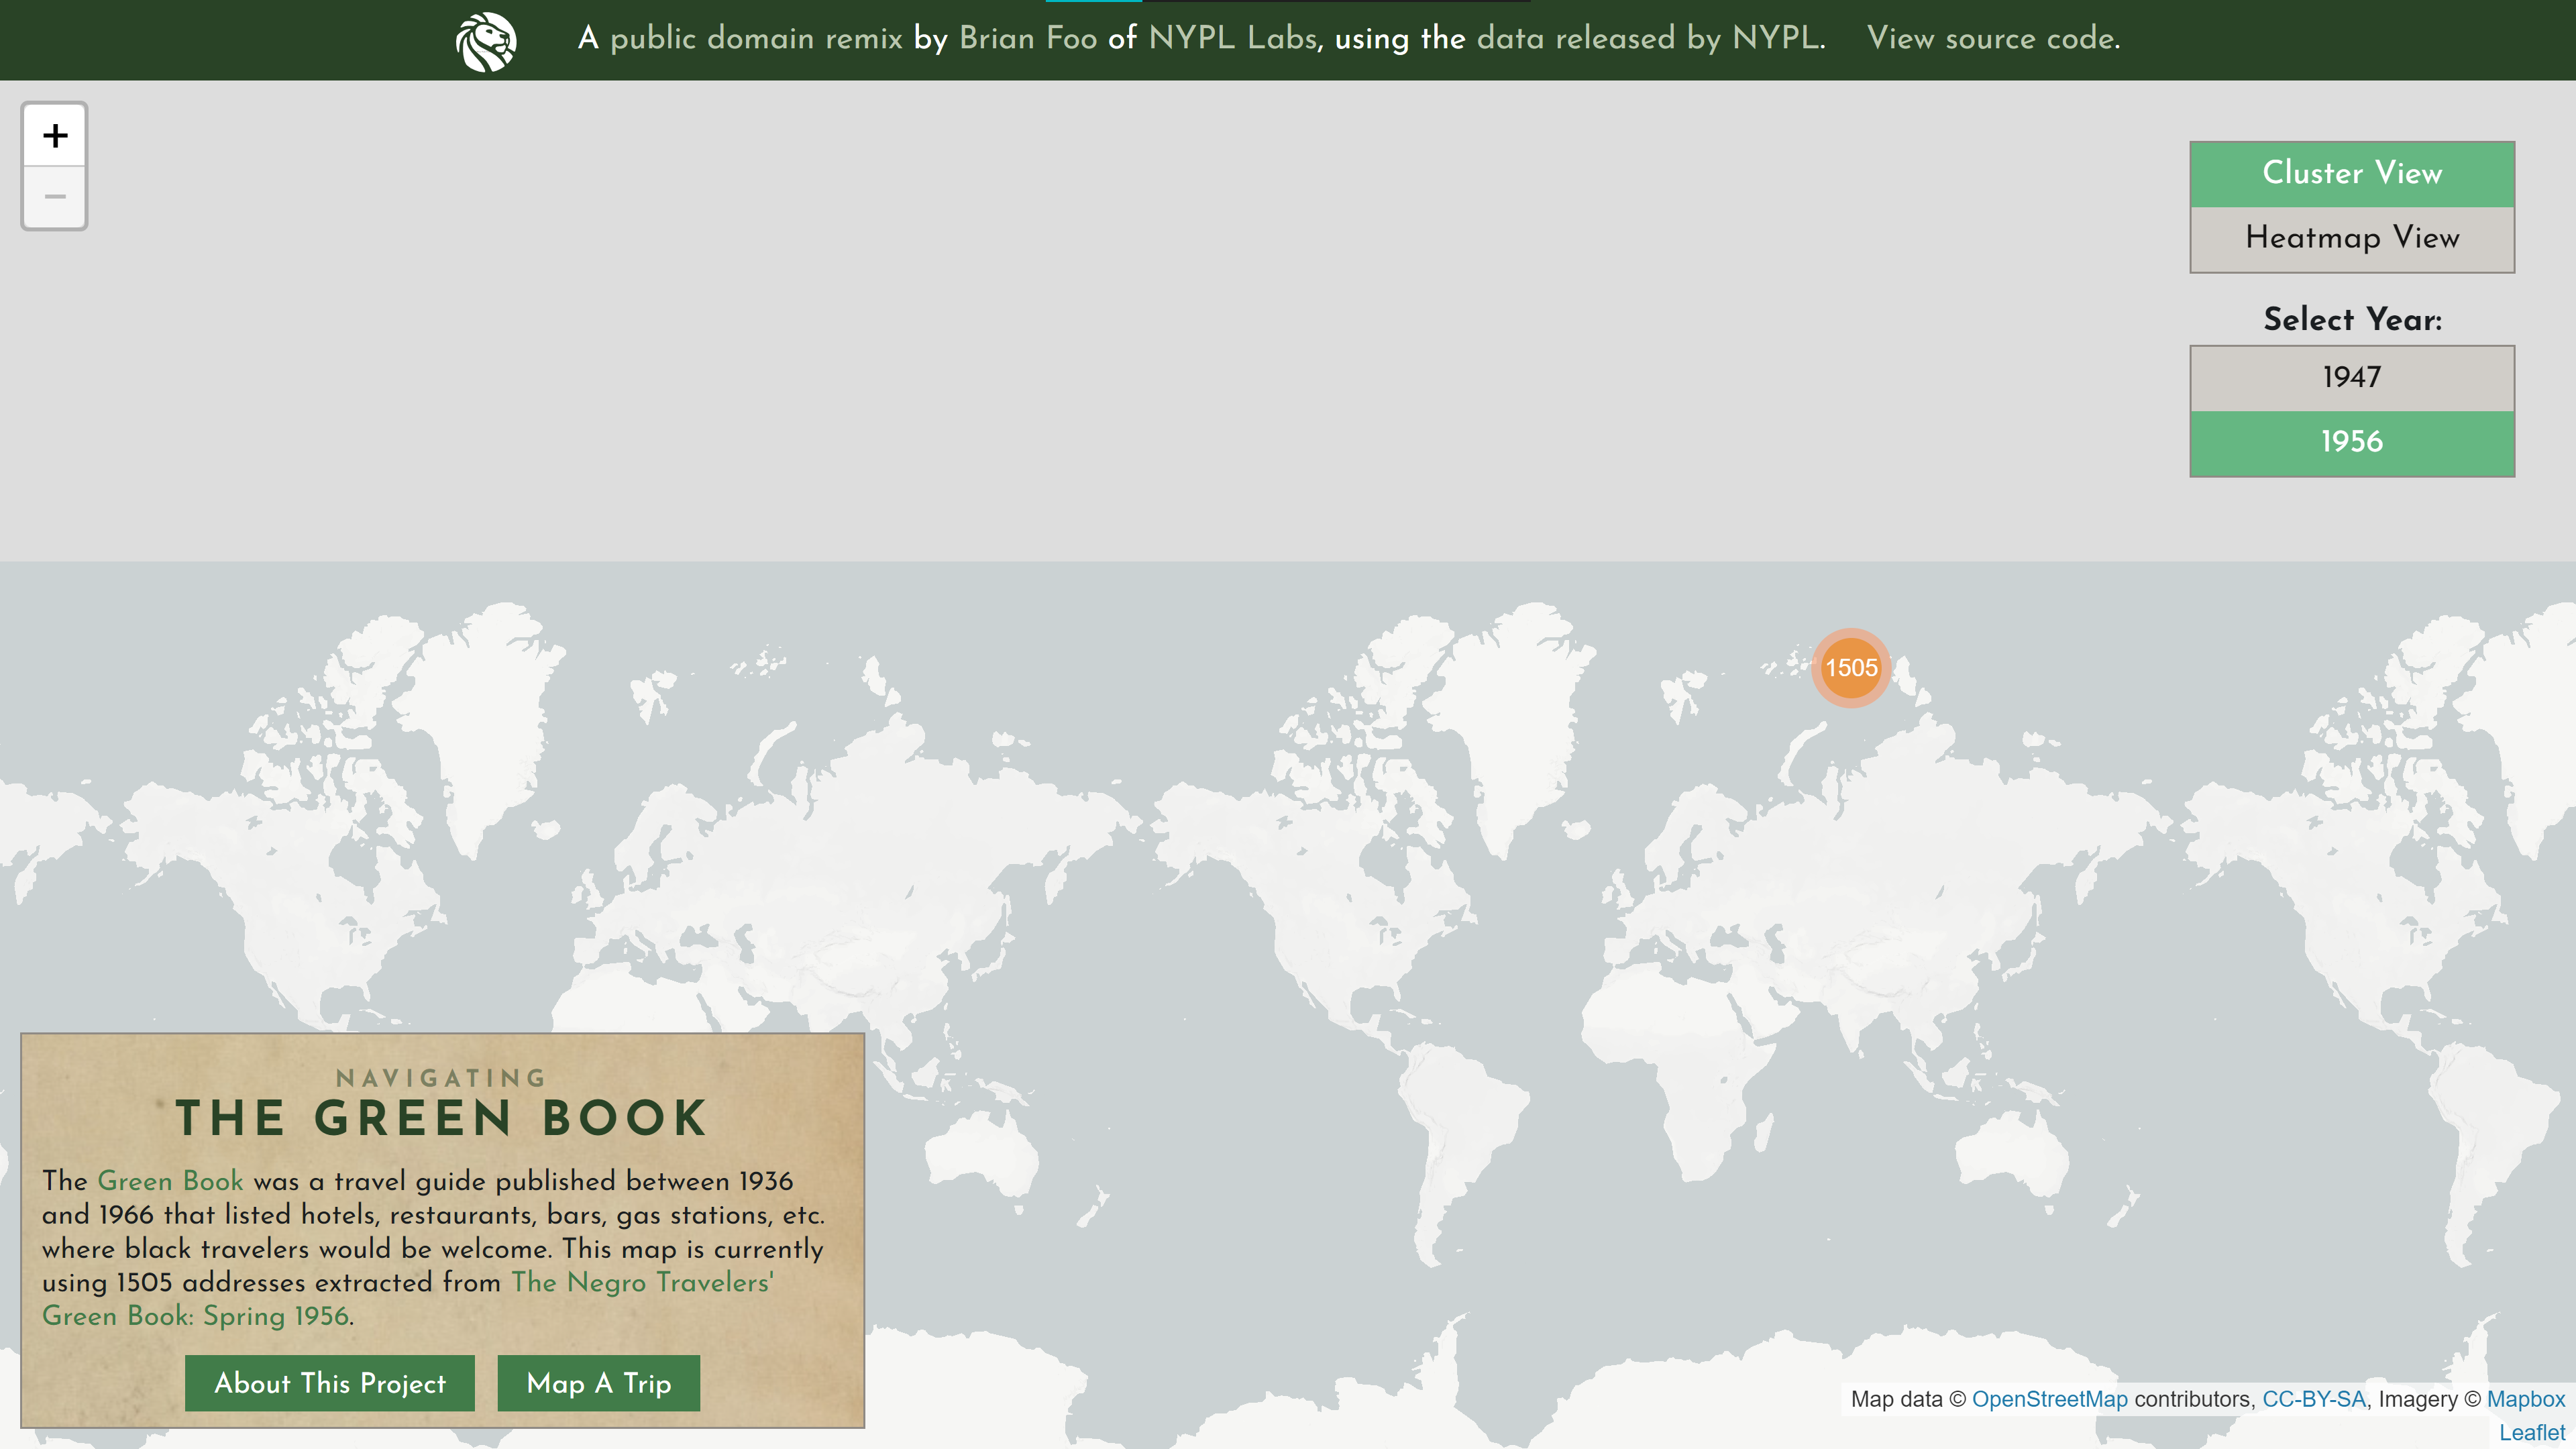 A public domain remix by Brian Foo of NYPL Labs, using the data released by NYPL. View source code.
+
−
Cluster View
Heatmap View
Select Year:
1947
1956
1505
NAVIGATING
THE GREEN BOOK
The Green Book was a travel guide published between 1936
and 1966 that listed hotels, restaurants, bars, gas stations, etc.
where black travelers would be welcome. This map is currently
using 1505 addresses extracted from The Negro Travelers'
Green Book: Spring 1956.
About This Project
Map A Trip
Map data © OpenStreetMap contributors, CC-BY-SA, Imagery © Mapbox
Leaflet